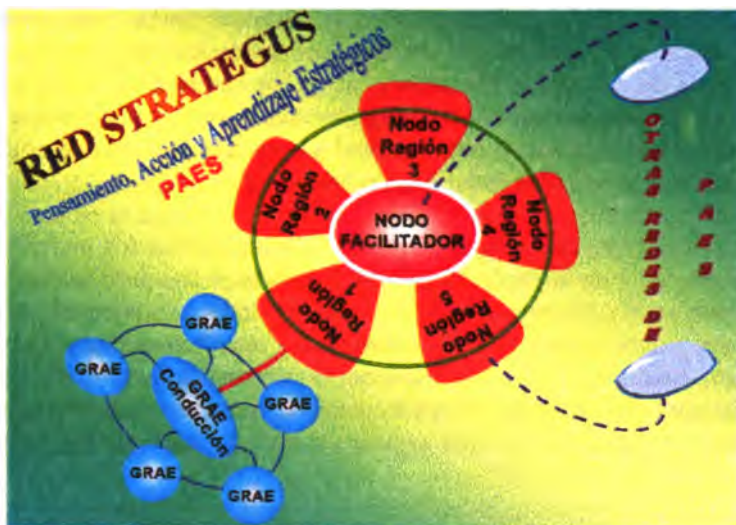 RED STRATEGUS
Pensamiento, Acción y Aprendizaje Estratégicos
PAES
Nodo
Región
3
Nodo
Región
2
NODO
FACILITADOR
Nodo
Región
4
Nodo
Región
1
Nodo
Región
5
OTRAS REDES DE
PAES
GRAE
GRAE
GRAE
Conducción
GRAE
GRAE
GRAE